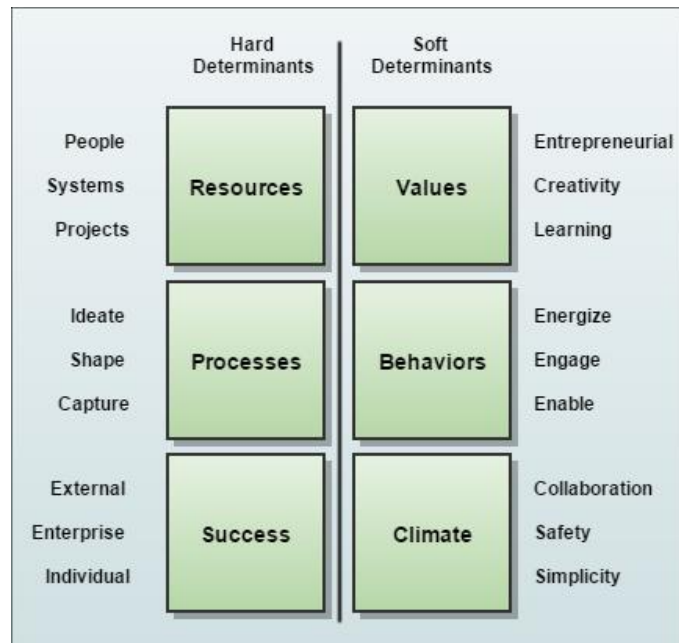 Hard
Determinants
Soft
Determinants
People
Systems
Projects
Resources
Values
Entrepreneurial
Creativity
Learning
Ideate
Shape
Capture
Processes
Behaviors
Energize
Engage
Enable
External
Enterprise
Individual
Success
Climate
Collaboration
Safety
Simplicity